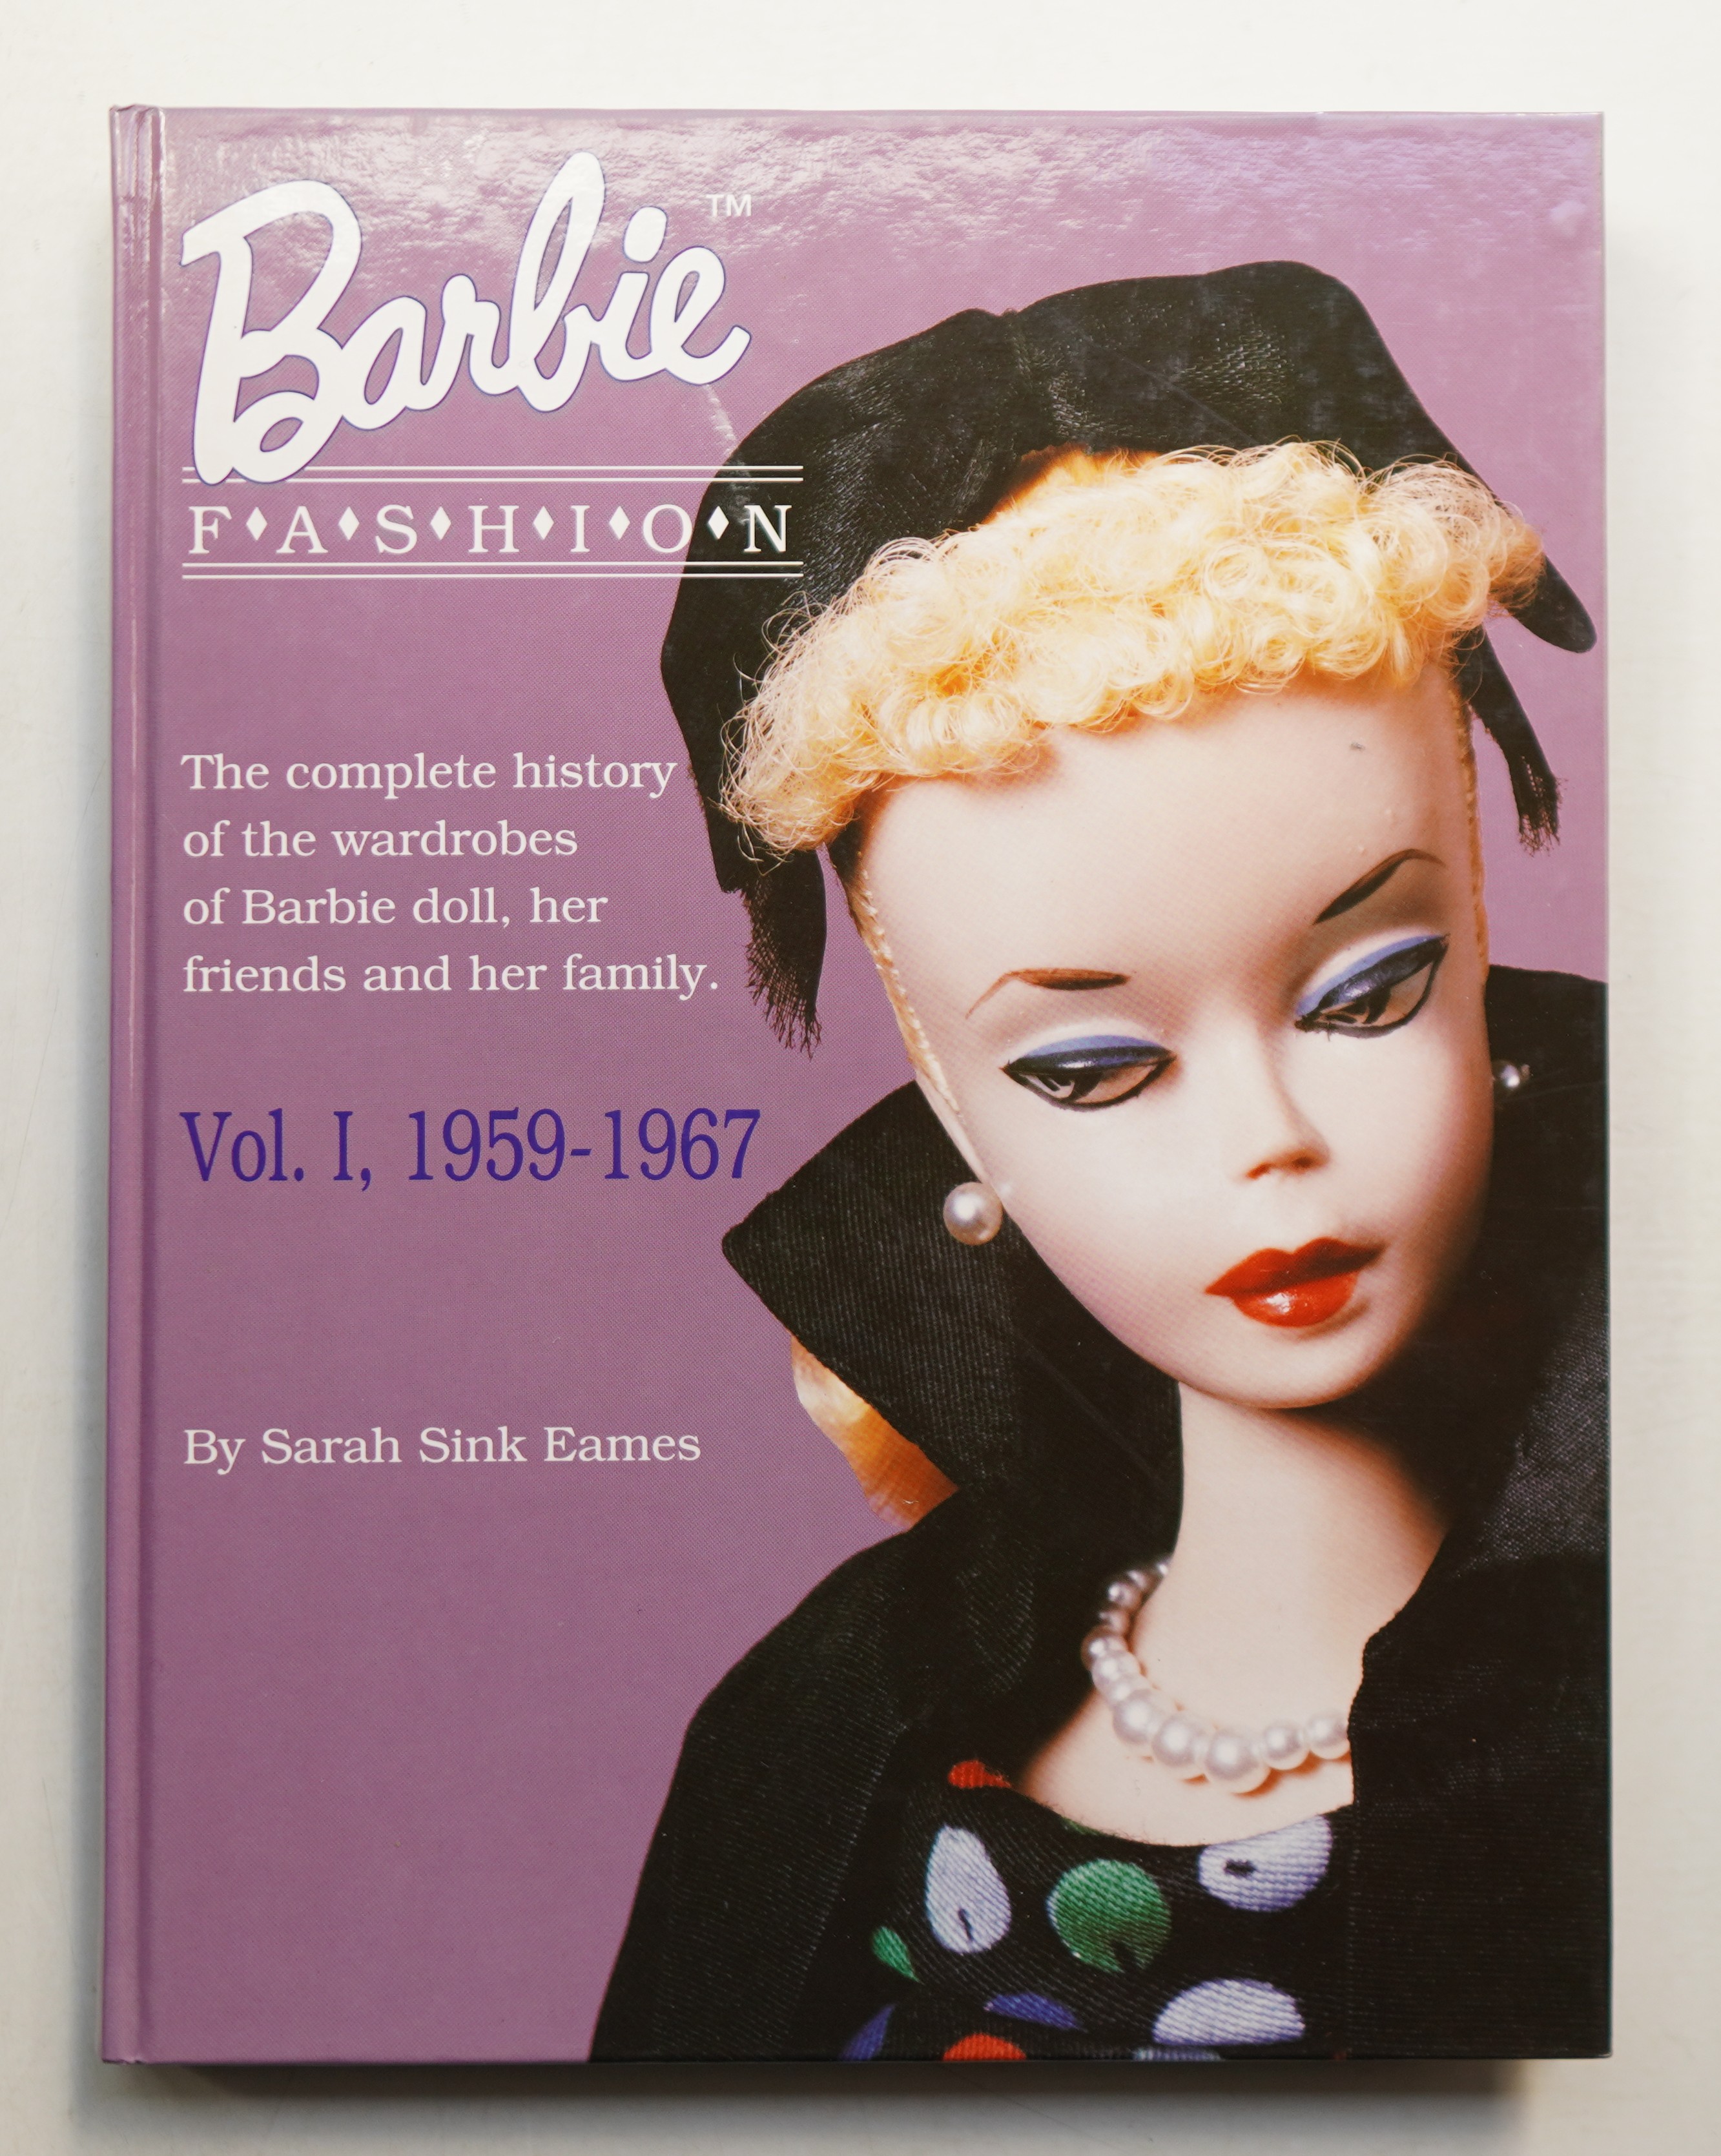 Barbie™
F♦A♦S♦H♦I♦O♦N
The complete history
of the wardrobes
of Barbie doll, her
friends and her family.
Vol. I, 1959-1967
By Sarah Sink Eames